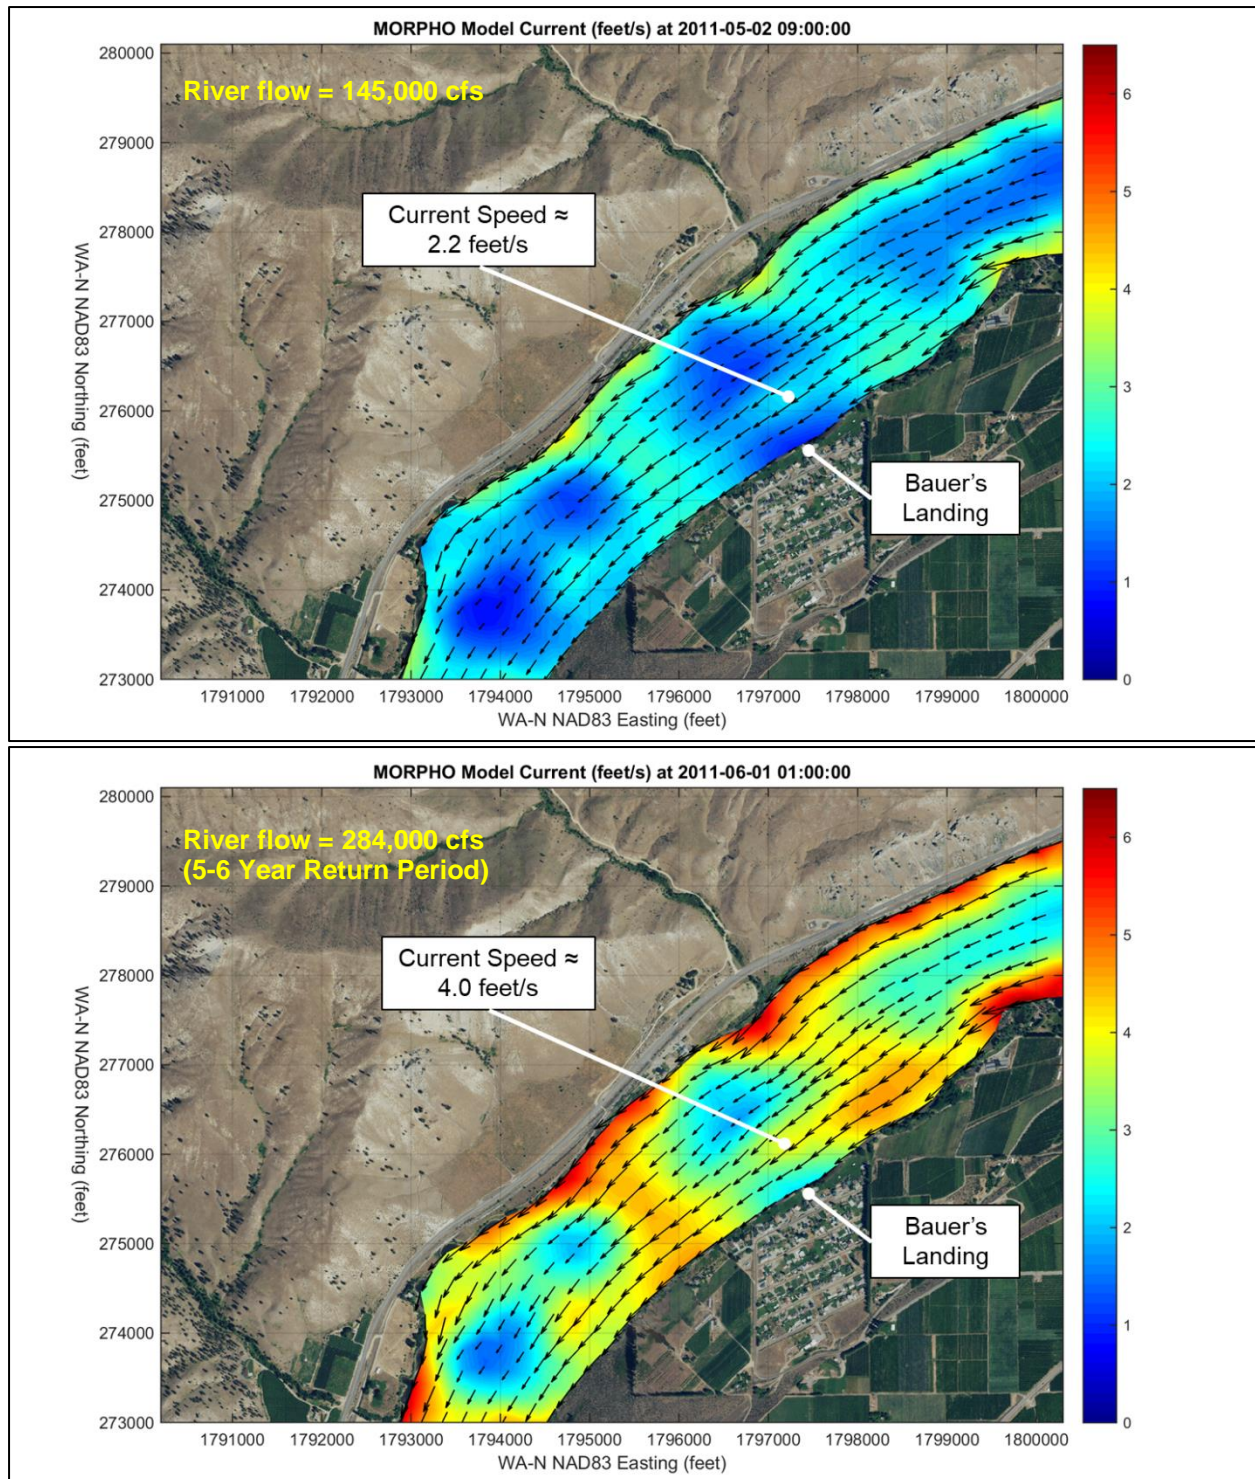 MORPHO Model Current (feet/s) at 2011-05-02 09:00:00
River flow = 145,000 cfs
Current Speed ≈
2.2 feet/s
Bauer's
Landing
280000
279000
278000
277000
276000
275000
274000
273000
WA-N NAD83 Northing (feet)
1791000 1792000 1793000 1794000 1795000 1796000 1797000 1798000 1799000 1800000
WA-N NAD83 Easting (feet)
6
5
4
3
2
1
0
MORPHO Model Current (feet/s) at 2011-06-01 01:00:00
River flow = 284,000 cfs
(5-6 Year Return Period)
Current Speed ≈
4.0 feet/s
Bauer's
Landing
280000
279000
278000
277000
276000
275000
274000
273000
WA-N NAD83 Northing (feet)
1791000 1792000 1793000 1794000 1795000 1796000 1797000 1798000 1799000 1800000
WA-N NAD83 Easting (feet)
6
5
4
3
2
1
0